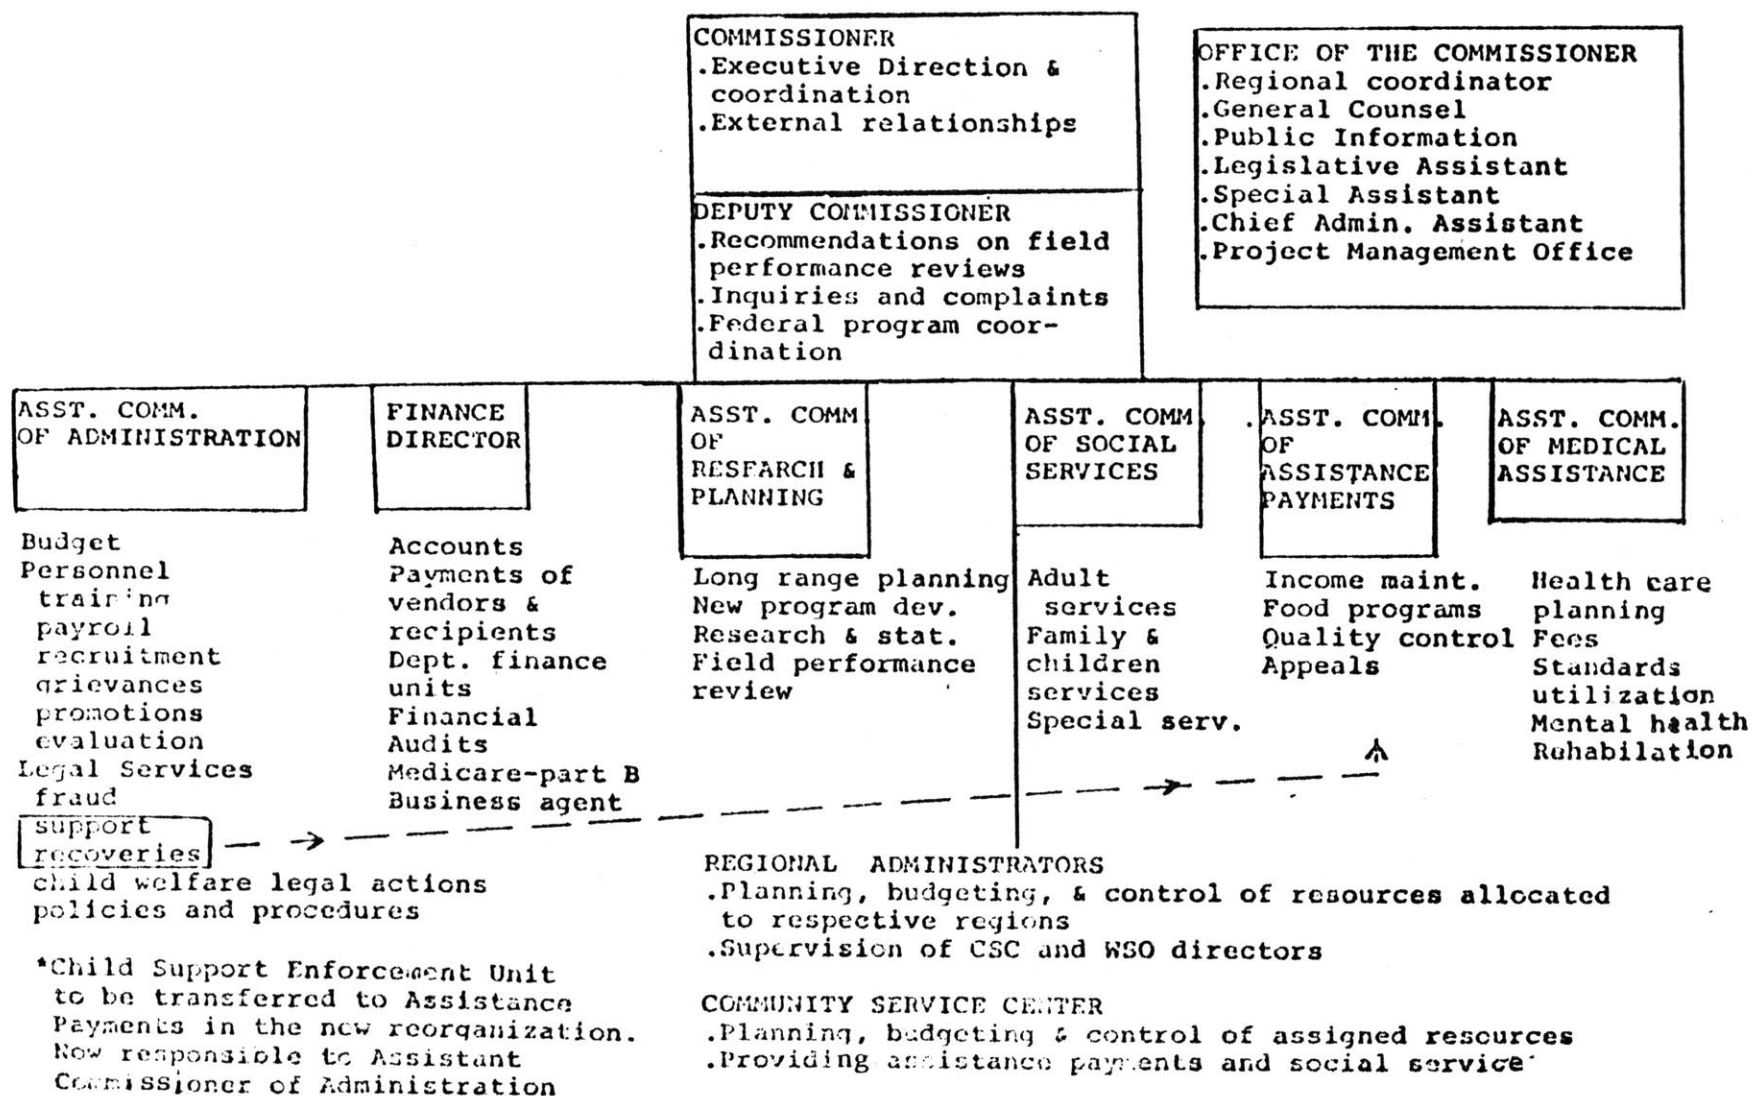 COMMISSIONER
.Executive Direction &
coordination
.External relationships
OFFICE OF THE COMMISSIONER
.Regional coordinator
.General Counsel
.Public Information
.Legislative Assistant
.Special Assistant
.Chief Admin. Assistant
.Project Management Office
DEPUTY COMMISSIONER
.Recommendations on field
performance reviews
.Inquiries and complaints
.Federal program coor-
dination
ASST. COMM.
OF ADMINISTRATION
FINANCE
DIRECTOR
ASST. COMM
OF
RESEARCH &
PLANNING
ASST. COMM.
OF SOCIAL
SERVICES
ASST. COMM.
OF
ASSISTANCE
PAYMENTS
ASST. COMM.
OF MEDICAL
ASSISTANCE
Budget
Personnel
training
payroll
recruitment
grievances
promotions
evaluation
Legal Services
fraud
support
recoveries
child welfare legal actions
policies and procedures
Accounts
Payments of
vendors &
recipients
Dept. finance
units
Financial
Audits
Medicare-part B
Business agent
Long range planning
New program dev.
Research & stat.
Field performance
review
Adult
services
Family &
children
services
Special serv.
Income maint.
Food programs
Quality control
Appeals
Health care
planning
Fees
Standards
utilization
Mental health
Rehabilation
*Child Support Enforcement Unit
to be transferred to Assistance
Payments in the new reorganization.
Now responsible to Assistant
Commissioner of Administration
REGIONAL ADMINISTRATORS
.Planning, budgeting, & control of resources allocated
to respective regions
.Supervision of CSC and WSO directors
COMMUNITY SERVICE CENTER
.Planning, budgeting & control of assigned resources
.Providing assistance payments and social service